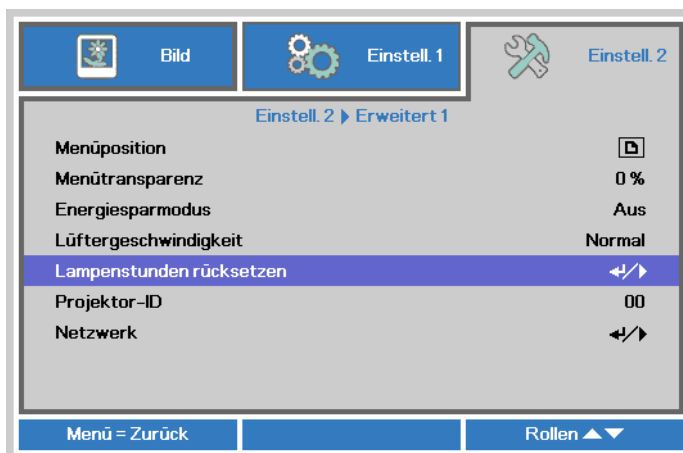 Bild
Einstell. 1
Einstell. 2
Einstell. 2 ▶ Erweitert 1
Menüposition
Menütransparenz 0 %
Energiesparmodus Aus
Lüftergeschwindigkeit Normal
Lampenstunden rücksetzen ↵/▶
Projektor-ID 00
Netzwerk ↵/▶
Menü = Zurück
Rollen ▲▼